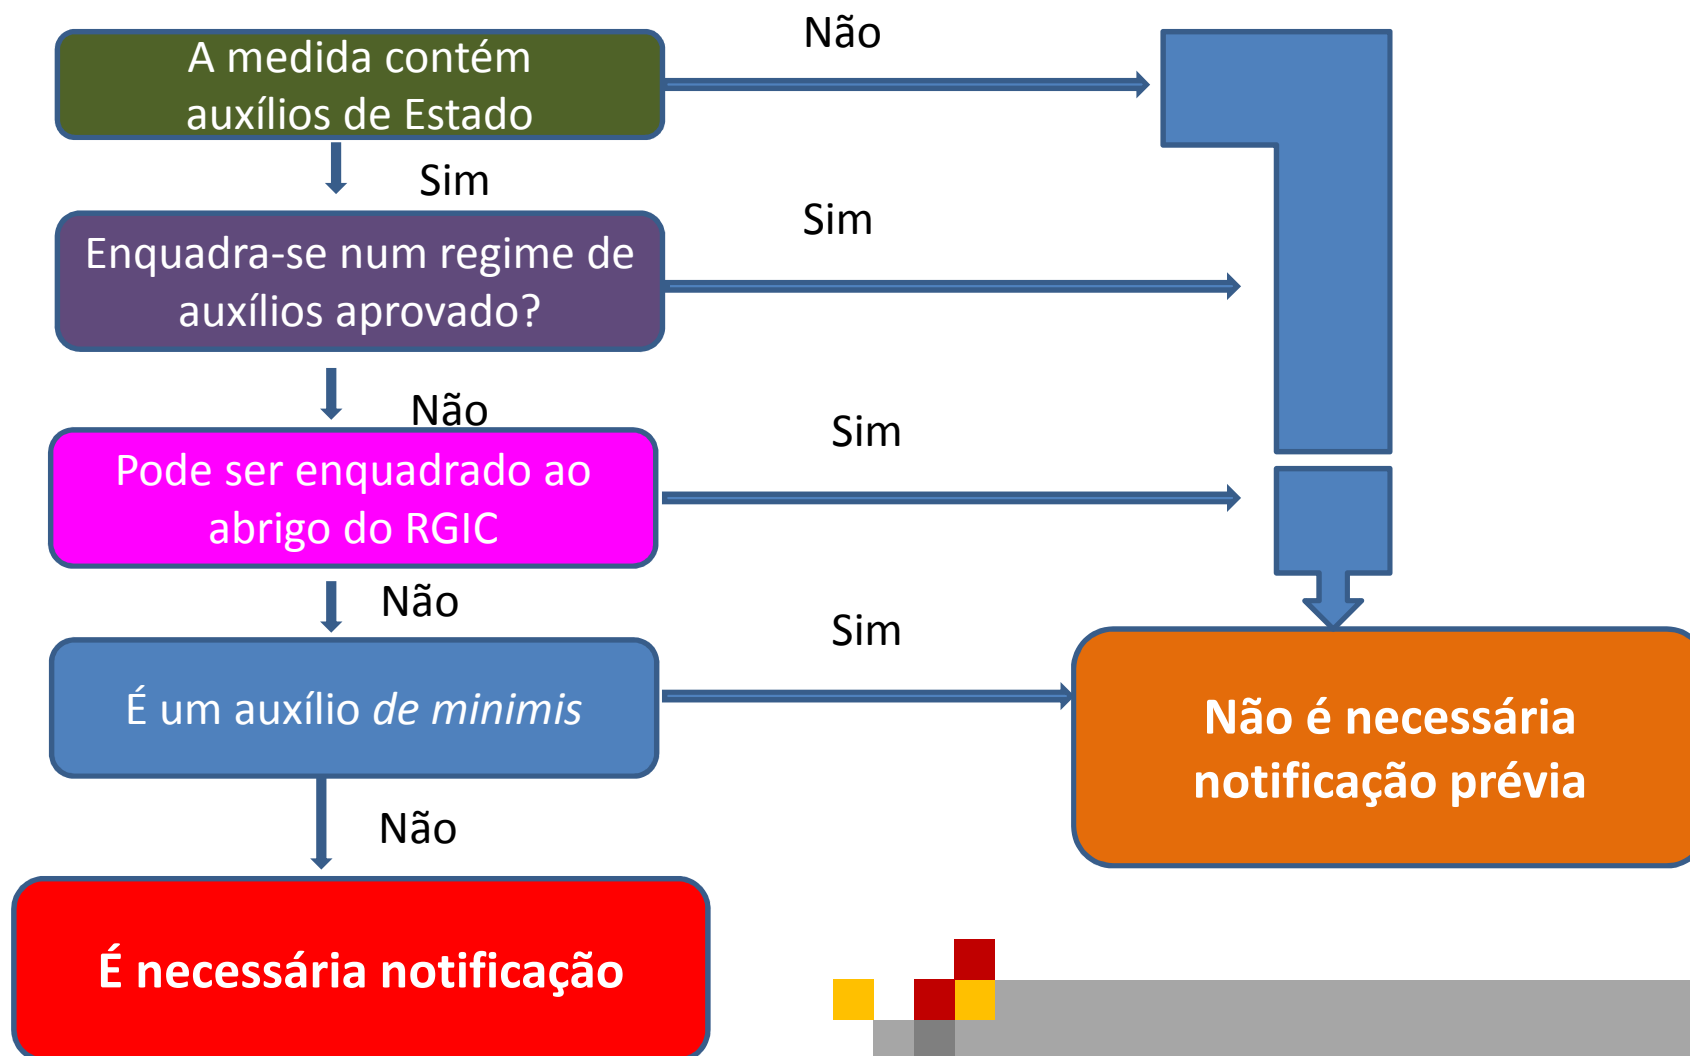 A medida contém
auxílios de Estado
Não
Sim
Enquadra-se num regime de
auxílios aprovado?
Sim
Não
Pode ser enquadrado ao
abrigo do RGIC
Sim
Não
É um auxílio de minimis
Sim
Não é necessária
notificação prévia
Não
É necessária notificação